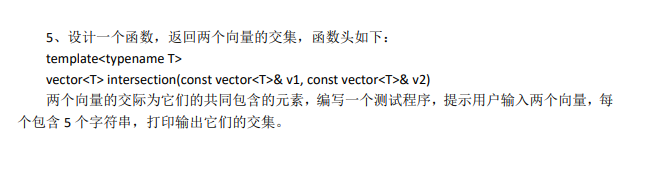 5、设计一个函数，返回两个向量的交集，函数头如下：
template<typename T>
vector<T> intersection(const vector<T>& v1, const vector<T>& v2)
两个向量的交际为它们的共同包含的元素，编写一个测试程序，提示用户输入两个向量，每
个包含 5 个字符串，打印输出它们的交集。